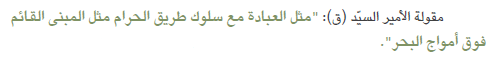 مقولة الأمير السيّد (ق): "مثل العبادة مع سلوك طريق الحرام مثل المبنى القائم
فوق أمواج البحر".